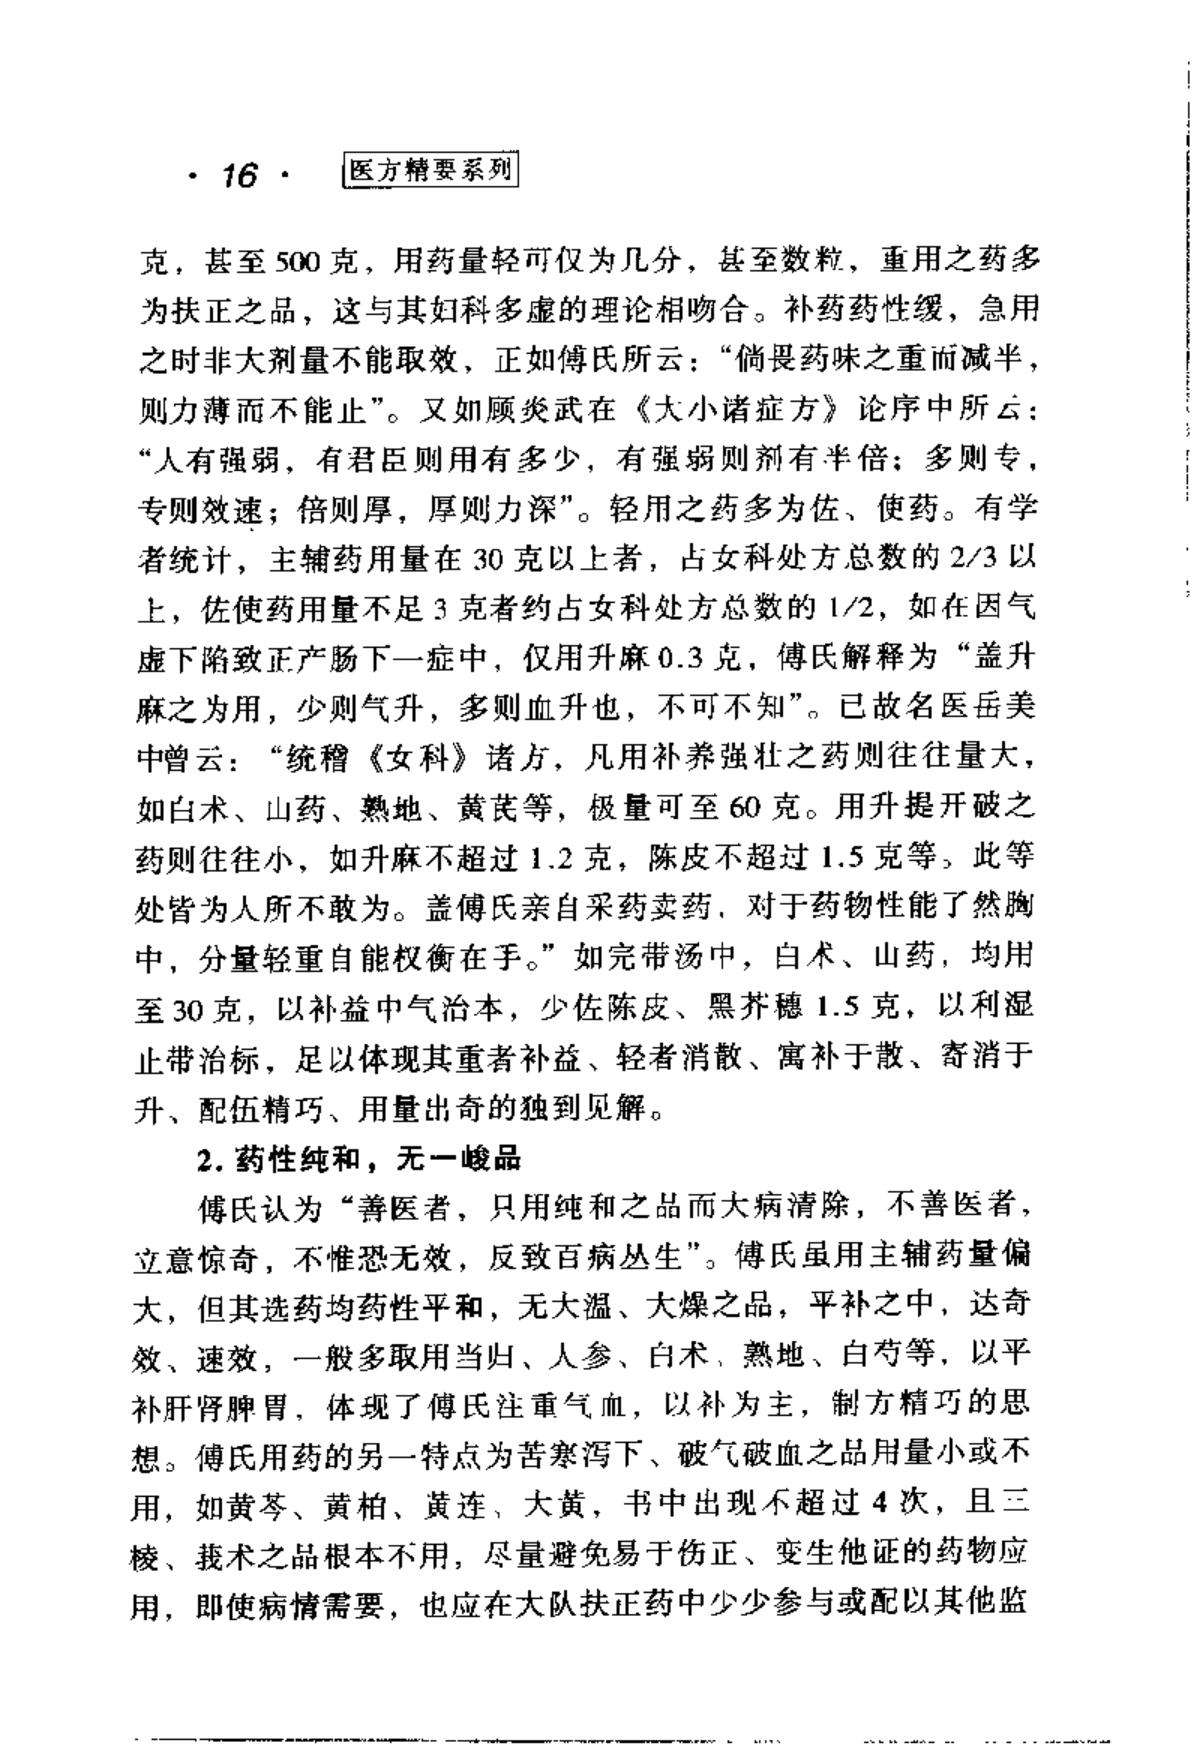 · 16 · 医方精要系列
克，甚至 500 克，用药量轻可仅为几分，甚至数粒，重用之药多
为扶正之品，这与其妇科多虚的理论相吻合。补药药性缓，急用
之时非大剂量不能取效，正如傅氏所云：“倘畏药味之重而减半，
则力薄而不能止”。又如顾炎武在《大小诸症方》论序中所云：
“人有强弱，有君臣则用有多少，有强弱则剂有半倍；多则专，
专则效速；倍则厚，厚则力深”。轻用之药多为佐、使药。有学
者统计，主辅药用量在 30 克以上者，占女科处方总数的 2/3 以
上，佐使药用量不足 3 克者约占女科处方总数的 1/2，如在因气
虚下陷致正产肠下一症中，仅用升麻 0.3 克，傅氏解释为“盖升
麻之为用，少则气升，多则血升也，不可不知”。已故名医岳美
中曾云：“统稽《女科》诸方，凡用补养强壮之药则往往量大，
如白术、山药、熟地、黄芪等，极量可至 60 克。用升提开破之
药则往往小，如升麻不超过 1.2 克，陈皮不超过 1.5 克等。此等
处皆为人所不敢为。盖傅氏亲自采药卖药，对于药物性能了然胸
中，分量轻重自能权衡在手。”如完带汤中，白术、山药，均用
至 30 克，以补益中气治本，少佐陈皮、黑芥穗 1.5 克，以利湿
止带治标，足以体现其重者补益、轻者消散、寓补于散、寄消于
升、配伍精巧、用量出奇的独到见解。
2. 药性纯和，无一峻品
傅氏认为“善医者，只用纯和之品而大病清除，不善医者，
立意惊奇，不惟恐无效，反致百病丛生”。傅氏虽用主辅药量偏
大，但其选药均药性平和，无大温、大燥之品，平补之中，达奇
效、速效，一般多取用当归、人参、白术、熟地、白芍等，以平
补肝肾脾胃，体现了傅氏注重气血，以补为主，制方精巧的思
想。傅氏用药的另一特点为苦寒泻下、破气破血之品用量小或不
用，如黄芩、黄柏、黄连、大黄，书中出现不超过 4 次，且三
棱、莪术之品根本不用，尽量避免易于伤正、变生他证的药物应
用，即使病情需要，也应在大队扶正药中少少参与或配以其他监